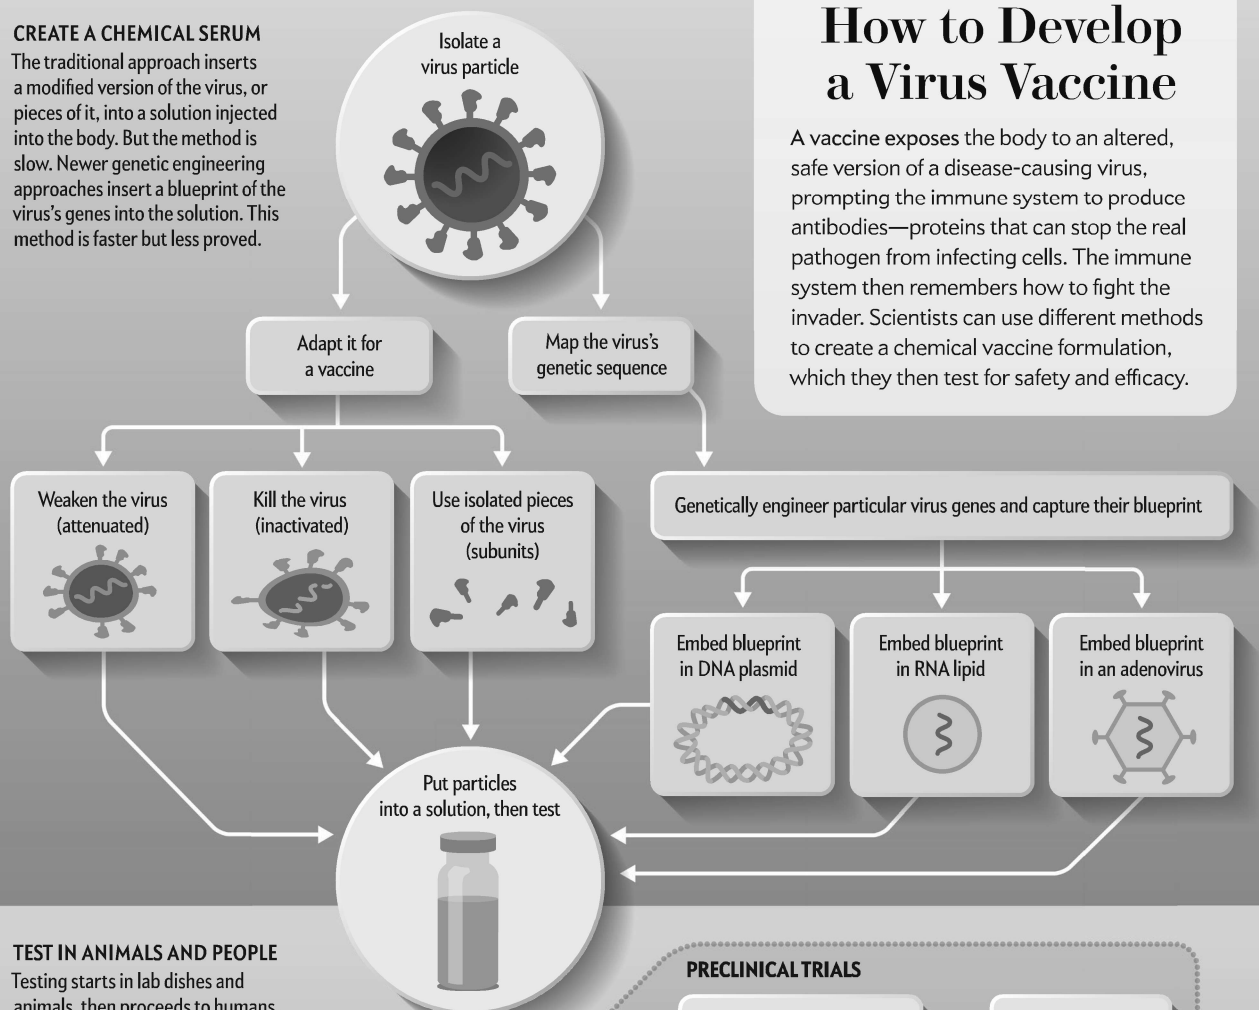 CREATE A CHEMICAL SERUM
The traditional approach inserts
a modified version of the virus, or
pieces of it, into a solution injected
into the body. But the method is
slow. Newer genetic engineering
approaches insert a blueprint of the
virus's genes into the solution. This
method is faster but less proved.
Isolate a
virus particle
How to Develop
a Virus Vaccine
A vaccine exposes the body to an altered,
safe version of a disease-causing virus,
prompting the immune system to produce
antibodies—proteins that can stop the real
pathogen from infecting cells. The immune
system then remembers how to fight the
invader. Scientists can use different methods
to create a chemical vaccine formulation,
which they then test for safety and efficacy.
Adapt it for
a vaccine
Map the virus's
genetic sequence
Weaken the virus
(attenuated)
Kill the virus
(inactivated)
Use isolated pieces
of the virus
(subunits)
Genetically engineer particular virus genes and capture their blueprint
Embed blueprint
in DNA plasmid
Embed blueprint
in RNA lipid
Embed blueprint
in an adenovirus
Put particles
into a solution, then test
TEST IN ANIMALS AND PEOPLE
Testing starts in lab dishes and
animals, then proceeds to humans
PRECLINICAL TRIALS